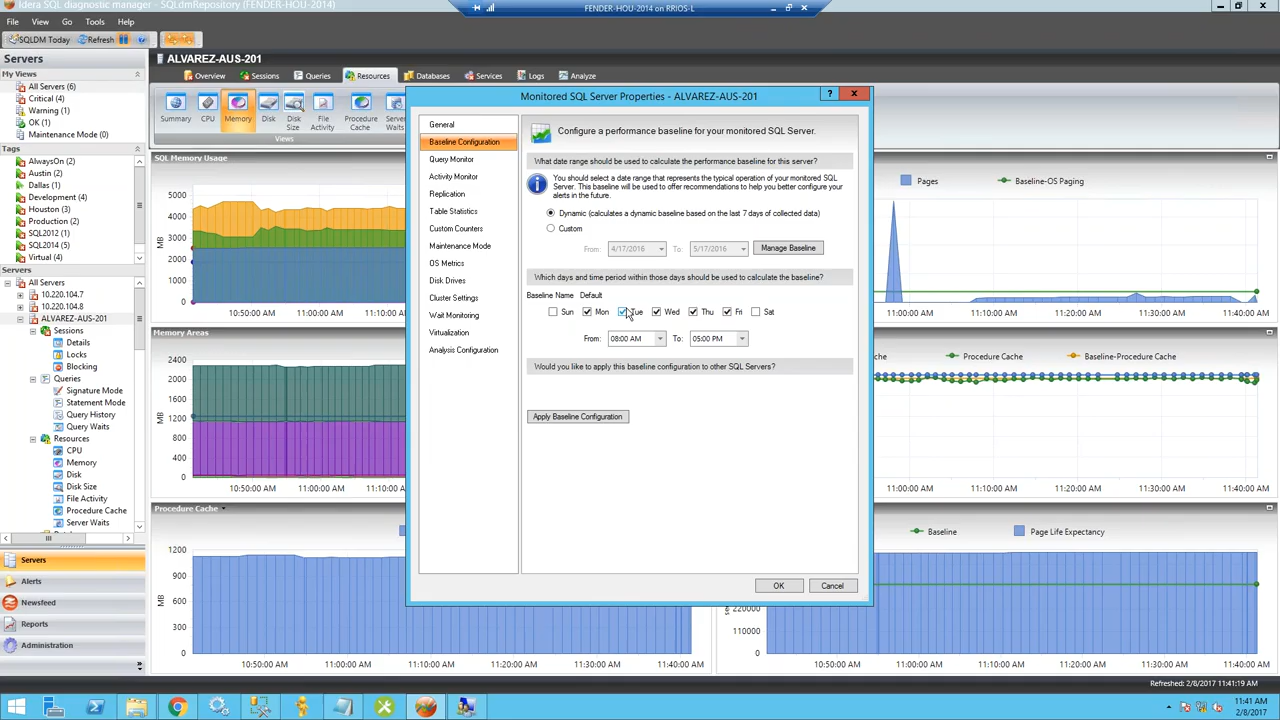 Idera SQL diagnostic manager - SQLdmRepository (FENDER-HOU-2014)
FENDER-HOU-2014 on RRIOS-L
File View Go Tools Help
SQLDM Today Refresh
Servers
My Views
All Servers (6)
Critical (4)
Warning (1)
OK (1)
Maintenance Mode (0)
Tags
AlwaysOn (2)
Austin (2)
Dallas (1)
Development (4)
Houston (3)
Production (2)
SQL2012 (1)
SQL2014 (5)
Virtual (4)
Servers
All Servers
10.220.104.7
10.220.104.8
ALVAREZ-AUS-201
Sessions
Details
Locks
Blocking
Queries
Signature Mode
Statement Mode
Query History
Query Waits
Resources
CPU
Memory
Disk
Disk Size
File Activity
Procedure Cache
Server Waits
Servers
Alerts
Newsfeed
Reports
Administration
ALVAREZ-AUS-201
Overview Sessions Queries Resources Databases Services Logs Analyze
Summary CPU Memory Disk Disk Size File Activity Procedure Cache Server Waits
Views
SQL Memory Usage
MB
5000
4000
3000
2000
1000
0
10:50:00 AM 11:00:00 AM 11:10:
Memory Areas
MB
2400
2000
1600
1200
800
400
0
10:50:00 AM 11:00:00 AM 11:10:
Procedure Cache
MB
1200
900
600
300
0
10:50:00 AM 11:00:00 AM 11:10:00 AM 11:20:00 AM 11:30:00 AM 11:40:00 AM
Monitored SQL Server Properties - ALVAREZ-AUS-201
General
Baseline Configuration
Query Monitor
Activity Monitor
Replication
Table Statistics
Custom Counters
Maintenance Mode
OS Metrics
Disk Drives
Cluster Settings
Wait Monitoring
Virtualization
Analysis Configuration
Configure a performance baseline for your monitored SQL Server.
What date range should be used to calculate the performance baseline for this server?
You should select a date range that represents the typical operation of your monitored SQL
Server. This baseline will be used to offer recommendations to help you better configure your
alerts in the future.
Dynamic (calculates a dynamic baseline based on the last 7 days of collected data)
Custom
From: 4/17/2016 To: 5/17/2016 Manage Baseline
Which days and time period within those days should be used to calculate the baseline?
Baseline Name Default
Sun Mon Tue Wed Thu Fri Sat
From: 08:00 AM To: 05:00 PM
Would you like to apply this baseline configuration to other SQL Servers?
Apply Baseline Configuration
OK Cancel
Pages Baseline-OS Paging
11:00:00 AM 11:10:00 AM 11:20:00 AM 11:30:00 AM 11:40:00 AM
Procedure Cache Baseline-Procedure Cache
11:00:00 AM 11:10:00 AM 11:20:00 AM 11:30:00 AM 11:40:00 AM
Baseline Page Life Expectancy
220000
110000
0
10:50:00 AM 11:00:00 AM 11:10:00 AM 11:20:00 AM 11:30:00 AM 11:40:00 AM
Refreshed: 2/8/2017 11:41:19 AM
11:41 AM
2/8/2017